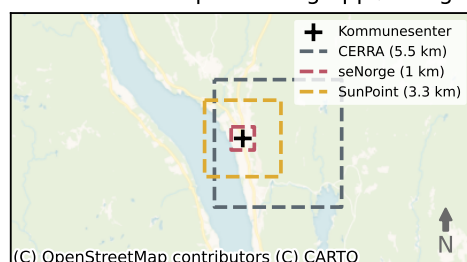 Kommunesenter
CERRA (5.5 km)
seNorge (1 km)
SunPoint (3.3 km)
N
(C) OpenStreetMap contributors (C) CARTO